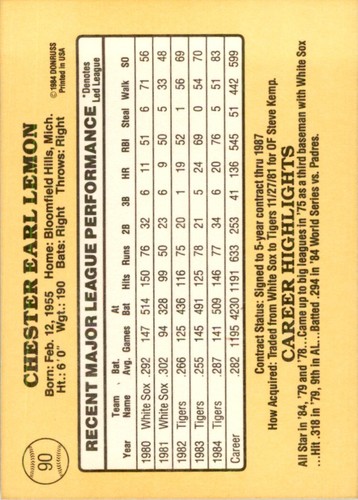 90
© 1984 DONRUSS
Printed in USA
CHESTER EARL LEMON
Born: Feb. 12, 1955 Home: Bloomfield Hills, Mich.
Ht.: 6' 0" Wgt.: 190 Bats: Right Throws: Right
RECENT MAJOR LEAGUE PERFORMANCE *Denotes Led League
Year Team Name Bat. Avg. Games At Bat Hits Runs 2B 3B HR RBI Steal Walk SO
1980 White Sox .292 147 514 150 76 32 6 11 51 6 71 56
1981 White Sox .302 94 328 99 50 23 6 9 50 5 33 48
1982 Tigers .266 125 436 116 75 20 1 19 52 1 56 69
1983 Tigers .255 145 491 125 78 21 5 24 69 0 54 70
1984 Tigers .287 141 509 146 77 34 6 20 76 5 51 83
Career .282 1195 4230 1191 633 253 41 136 545 51 442 599
Contract Status: Signed to 5-year contract thru 1987
How Acquired: Traded from White Sox to Tigers 11/27/81 for OF Steve Kemp.
CAREER HIGHLIGHTS
All Star in '84, '79 and '78...Came up to big leagues in '75 as a third baseman with White Sox
...Hit .318 in '79, 9th in AL...Batted .294 in '84 World Series vs. Padres.